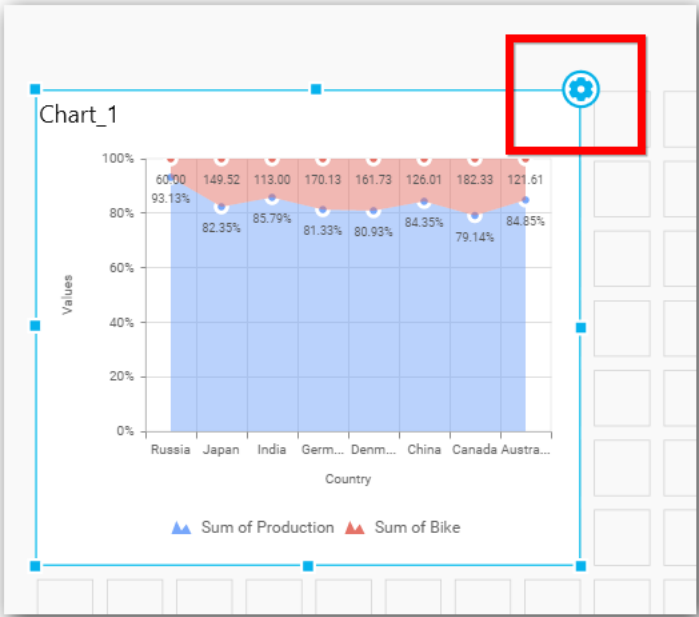 Chart_1
100%
80%
60%
40%
20%
0%
Values
60.00 149.52 113.00 170.13 161.73 126.01 182.33 121.61
93.13% 82.35% 85.79% 81.33% 80.93% 84.35% 79.14% 84.85%
Russia Japan India Germ... Denm... China Canada Austra...
Country
Sum of Production Sum of Bike